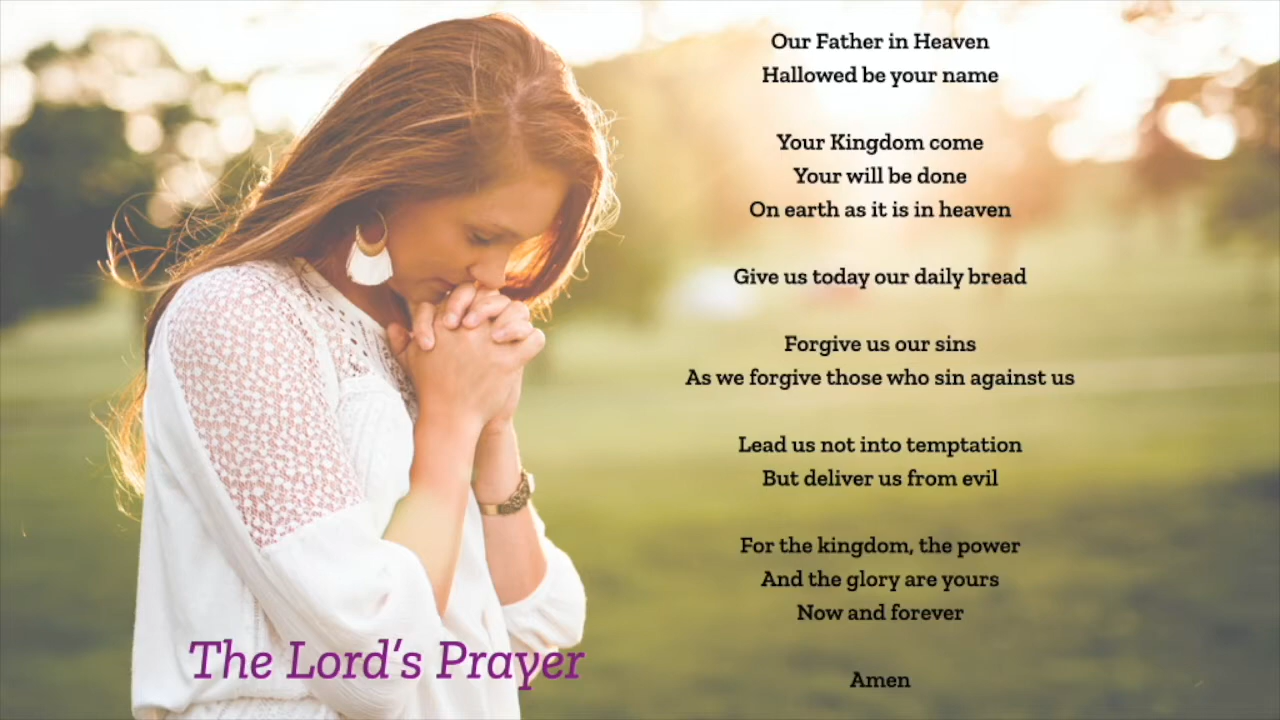 Our Father in Heaven
Hallowed be your name
Your Kingdom come
Your will be done
On earth as it is in heaven
Give us today our daily bread
Forgive us our sins
As we forgive those who sin against us
Lead us not into temptation
But deliver us from evil
For the kingdom, the power
And the glory are yours
Now and forever
Amen
The Lord's Prayer